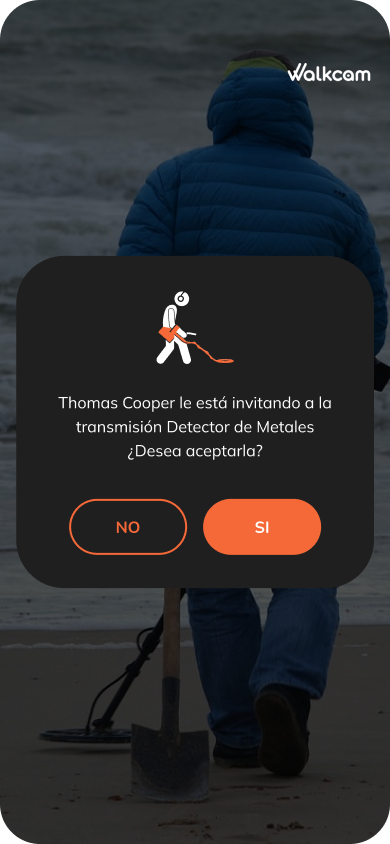 Walkcam
Thomas Cooper le está invitando a la
transmisión Detector de Metales
¿Desea aceptarla?
NO
SI